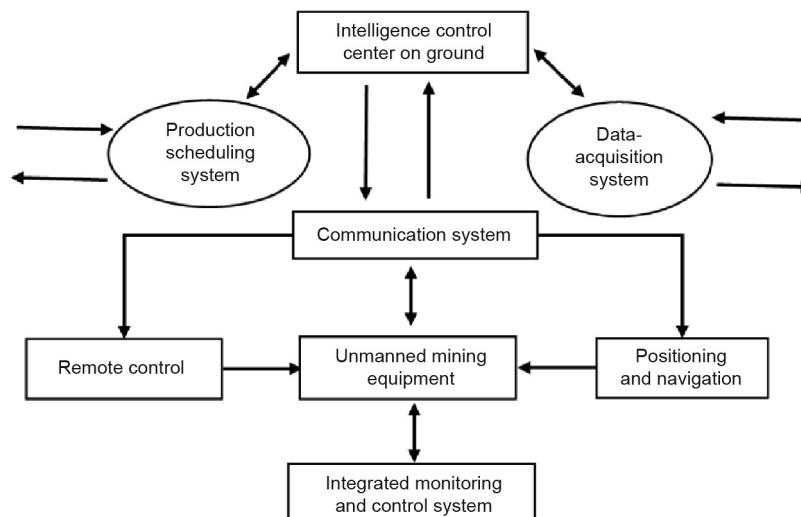 Intelligence control
center on ground
Production
scheduling
system
Data-
acquisition
system
Communication system
Remote control
Unmanned mining
equipment
Positioning
and navigation
Integrated monitoring
and control system